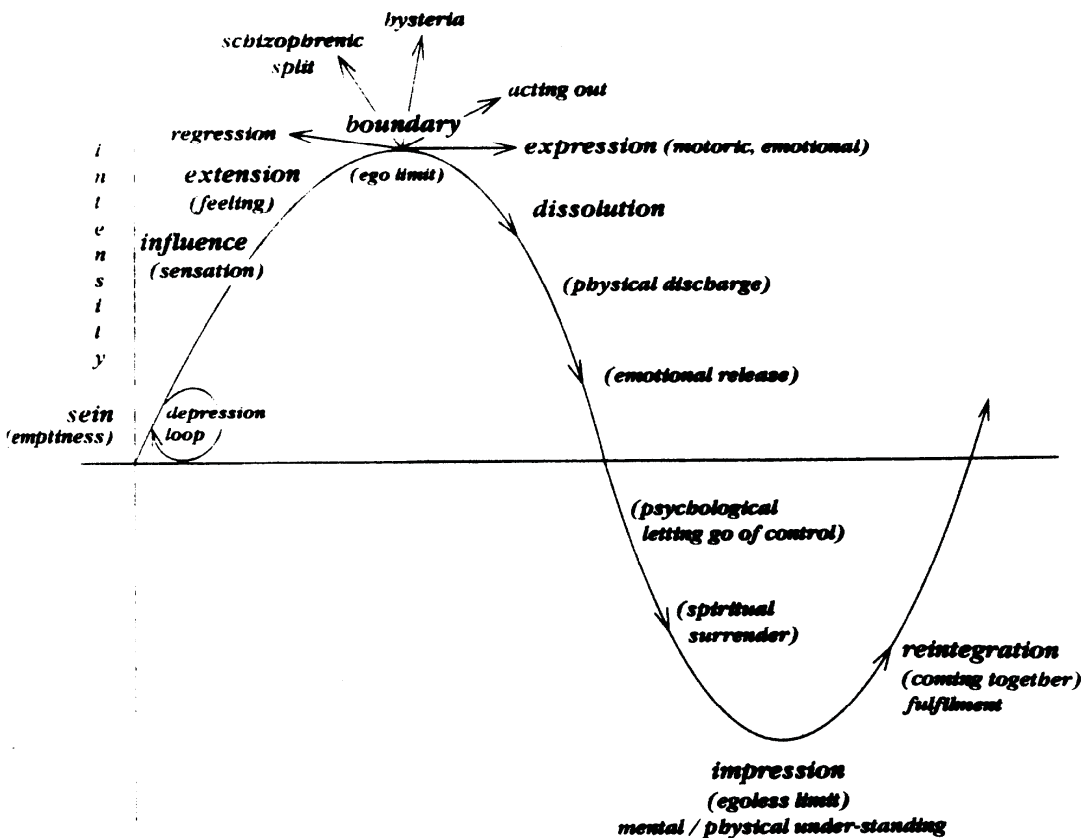 hysteria
schizophrenic
split
acting out
boundary
regression
expression (motoric, emotional)
intensity
extension
(ego limit)
(feeling)
dissolution
influence
(sensation)
(physical discharge)
(emotional release)
sein
(emptiness)
depression
loop
(psychological
letting go of control)
(spiritual
surrender)
reintegration
(coming together)
fulfilment
impression
(egoless limit)
mental / physical under-standing